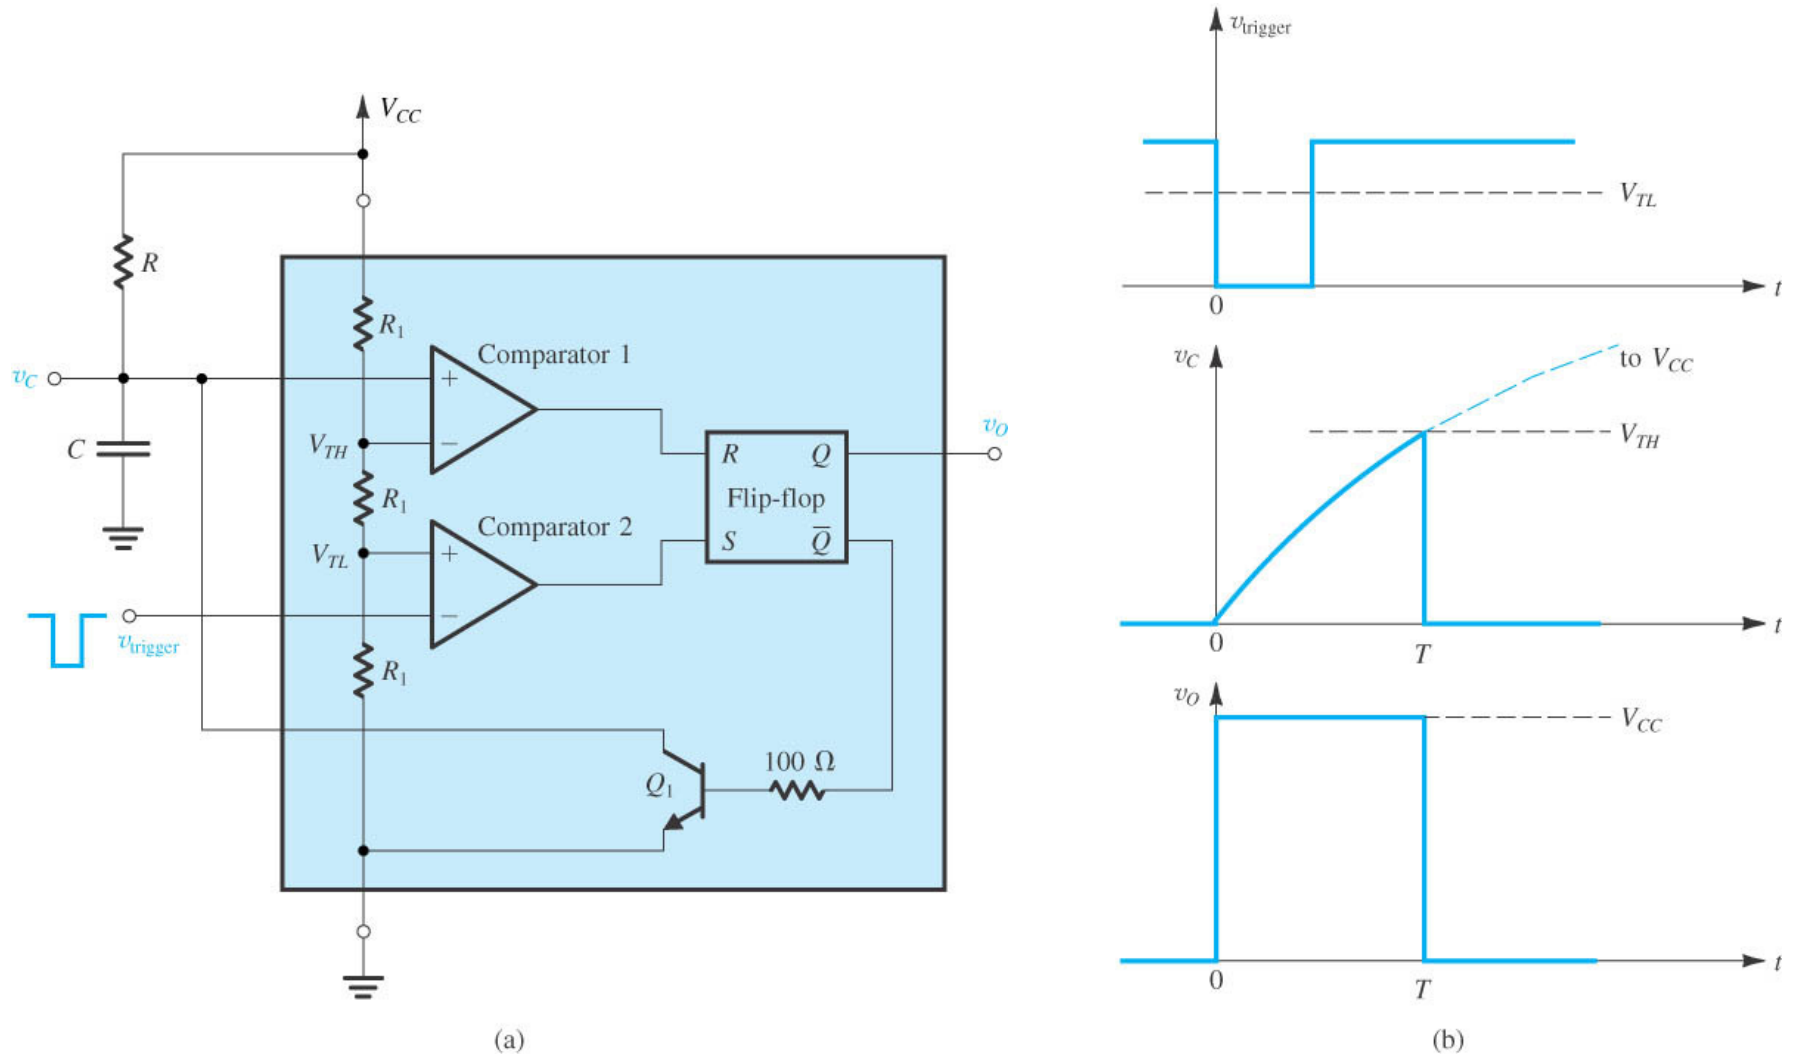 V_CC
R
R_1
Comparator 1
v_C
+
C
V_TH
−
v_O
R Q
R_1
Flip-flop
Comparator 2
V_TL
+
S Q̅
−
v_trigger
R_1
100 Ω
Q_1
(a)
v_trigger
V_TL
0
t
v_C
to V_CC
V_TH
0
T
t
v_O
V_CC
0
T
t
(b)